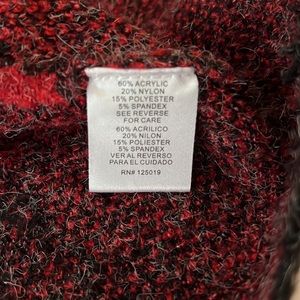 60% ACRYLIC
20% NYLON
15% POLYESTER
5% SPANDEX
SEE REVERSE
FOR CARE
60% ACRILICO
20% NILON
15% POLIESTER
5% SPANDEX
VER AL REVERSO
PARA EL CUIDADO
RN# 125019